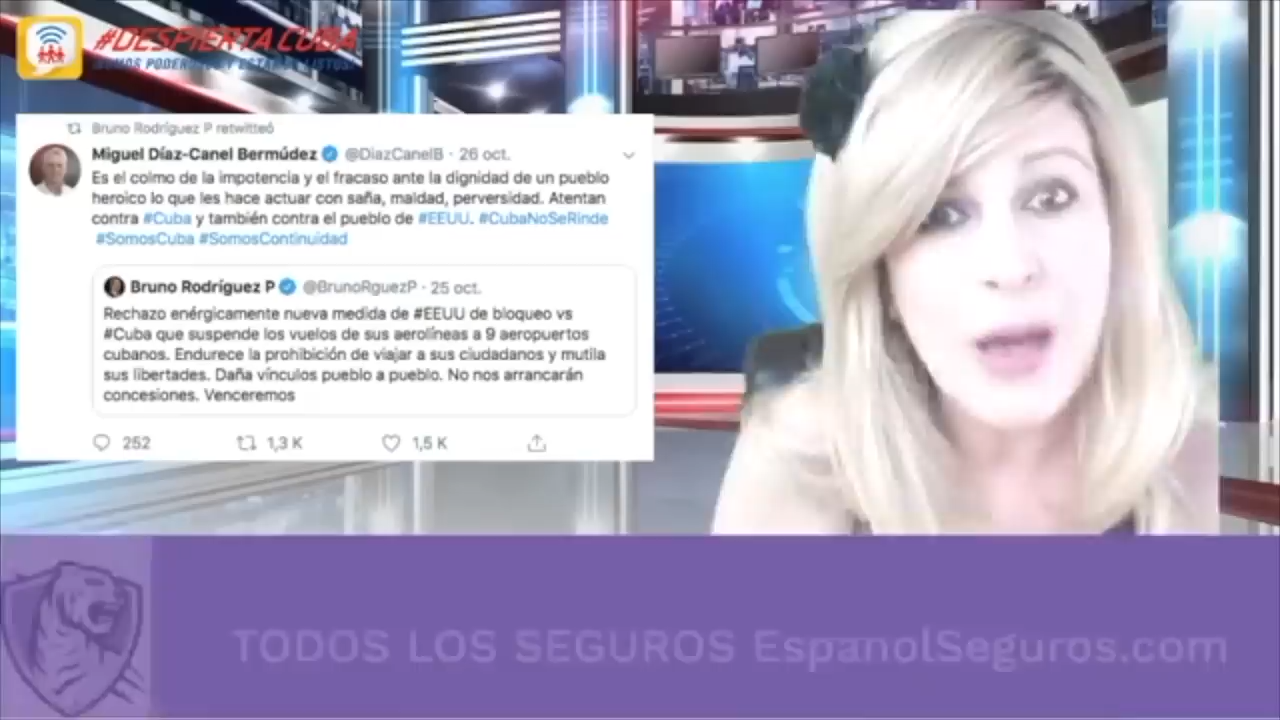 #DESPIERTA CUBA
SOMOS PODEROSOS Y ESTAMOS LISTOS!
Bruno Rodríguez P retwitteó
Miguel Díaz-Canel Bermúdez @DiazCanelB · 26 oct.
Es el colmo de la impotencia y el fracaso ante la dignidad de un pueblo
heroico lo que les hace actuar con saña, maldad, perversidad. Atentan
contra #Cuba y también contra el pueblo de #EEUU. #CubaNoSeRinde
#SomosCuba #SomosContinuidad
Bruno Rodríguez P @BrunoRguezP · 25 oct.
Rechazo enérgicamente nueva medida de #EEUU de bloqueo vs
#Cuba que suspende los vuelos de sus aerolíneas a 9 aeropuertos
cubanos. Endurece la prohibición de viajar a sus ciudadanos y mutila
sus libertades. Daña vínculos pueblo a pueblo. No nos arrancarán
concesiones. Venceremos
252 1,3 K 1,5 K
TODOS LOS SEGUROS EspanolSeguros.com